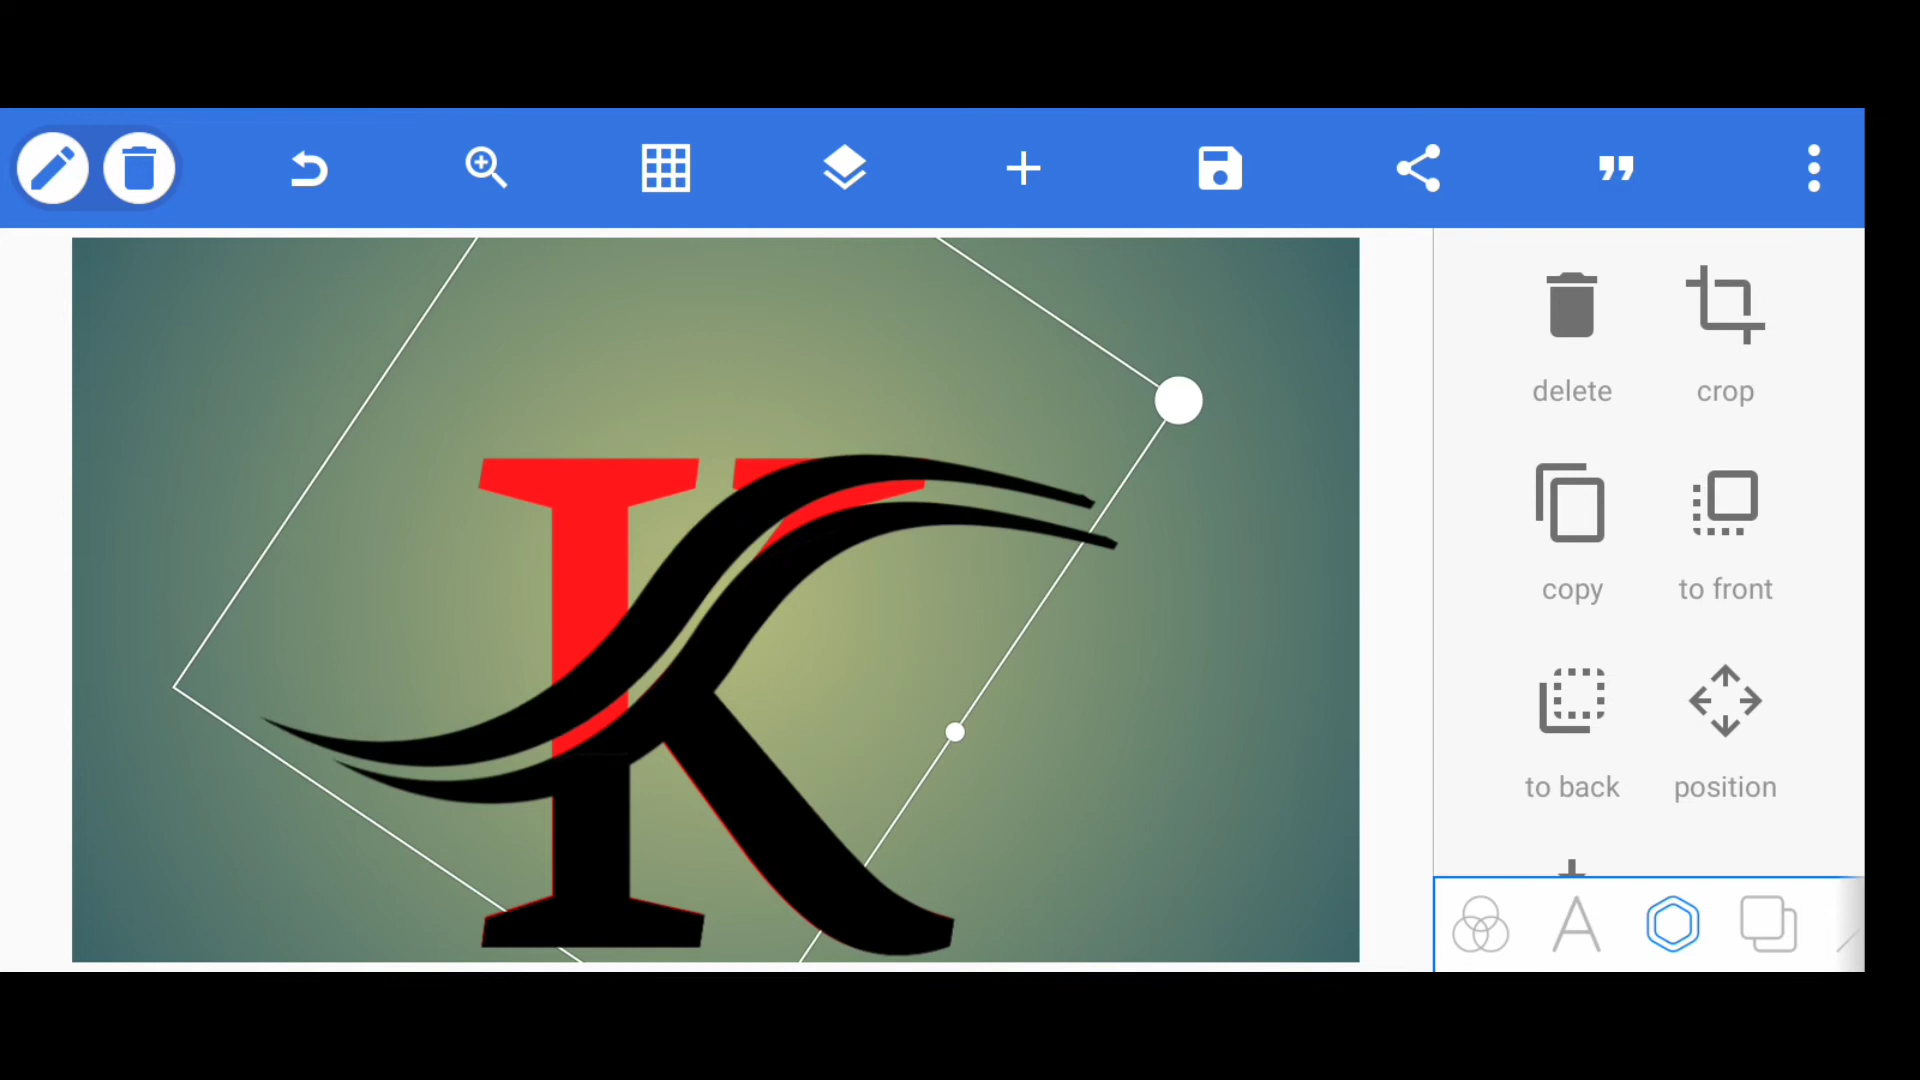 delete
crop
copy
to front
to back
position
K